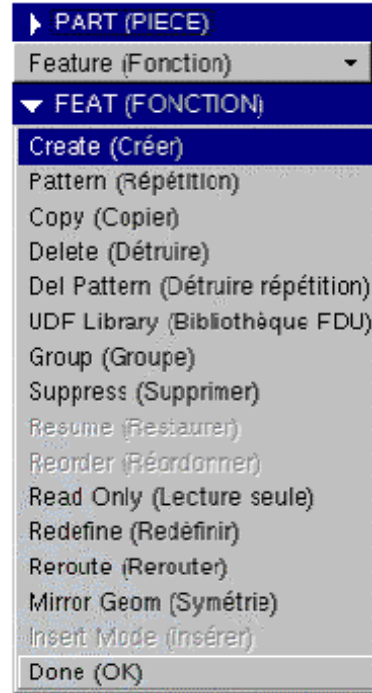 PART (PIECE)
Feature (Fonction)
FEAT (FONCTION)
Create (Créer)
Pattern (Répétition)
Copy (Copier)
Delete (Détruire)
Del Pattern (Détruire répétition)
UDF Library (Bibliothèque FDU)
Group (Groupe)
Suppress (Supprimer)
Resume (Restaurer)
Reorder (Réordonner)
Read Only (Lecture seule)
Redefine (Redéfinir)
Reroute (Rerouter)
Mirror Geom (Symétrie)
Insert Mode (Insérer)
Done (OK)